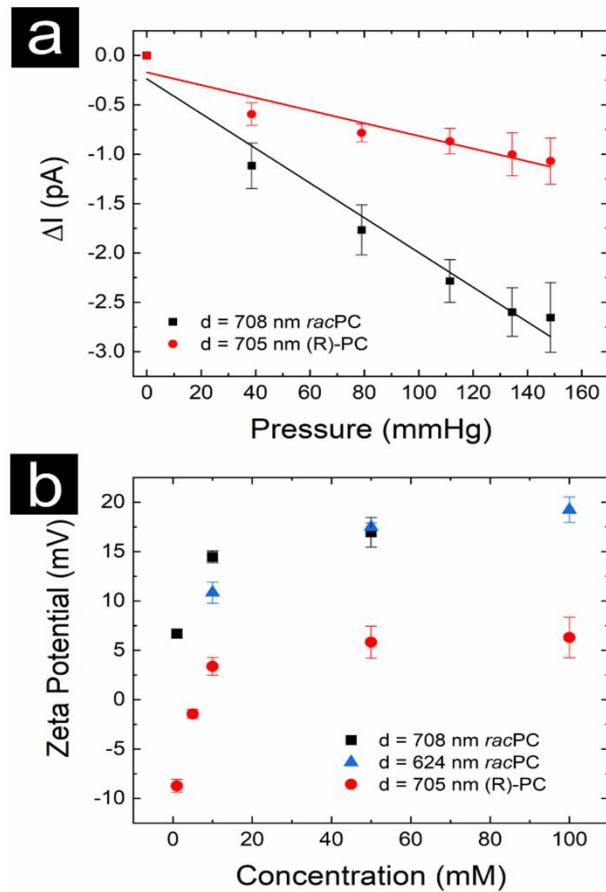 a
0.0
-0.5
-1.0
-1.5
-2.0
-2.5
-3.0
ΔI (pA)
d = 708 nm racPC
d = 705 nm (R)-PC
0 20 40 60 80 100 120 140 160
Pressure (mmHg)
b
20
15
10
5
0
-5
-10
Zeta Potential (mV)
d = 708 nm racPC
d = 624 nm racPC
d = 705 nm (R)-PC
0 20 40 60 80 100
Concentration (mM)